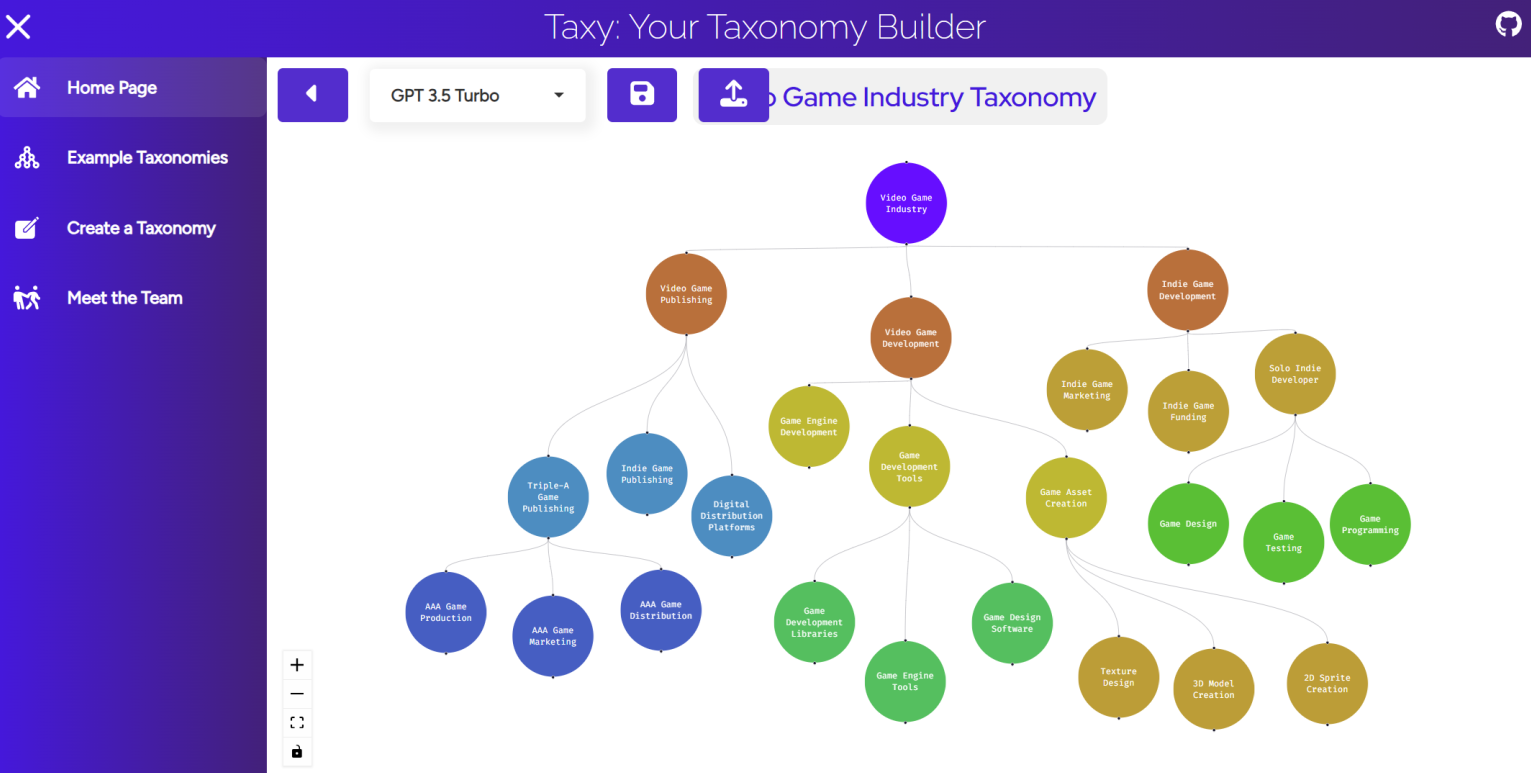 Taxy: Your Taxonomy Builder
Home Page
Example Taxonomies
Create a Taxonomy
Meet the Team
GPT 3.5 Turbo
Game Industry Taxonomy
Video Game
Industry
Video Game
Publishing
Video Game
Development
Indie Game
Development
Triple-A
Game
Publishing
Indie Game
Publishing
Digital
Distribution
Platforms
Game Engine
Development
Game
Development
Tools
Game Asset
Creation
Indie Game
Marketing
Indie Game
Funding
Solo Indie
Developer
AAA Game
Production
AAA Game
Marketing
AAA Game
Distribution
Game
Development
Libraries
Game Engine
Tools
Game Design
Software
Texture
Design
3D Model
Creation
2D Sprite
Creation
Game Design
Game
Testing
Game
Programming